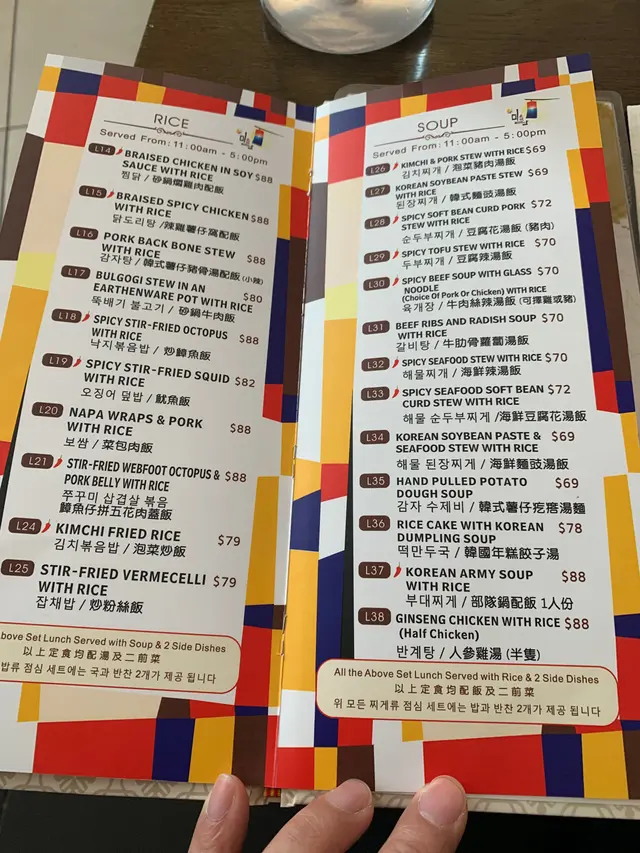 RICE
Served From: 11:00am - 5:00pm
L14 BRAISED CHICKEN IN SOY $88
SAUCE WITH RICE
찜닭 / 砂鍋燜雞肉配飯
L15 BRAISED SPICY CHICKEN $88
WITH RICE
닭도리탕 / 辣雞薯仔窩配飯
L16 PORK BACK BONE STEW $88
WITH RICE
감자탕 / 韓式薯仔豬骨湯配飯 (小辣)
L17 BULGOGI STEW IN AN $80
EARTHENWARE POT WITH RICE
뚝배기 불고기 / 砂鍋牛肉飯
L18 SPICY STIR-FRIED OCTOPUS $88
WITH RICE
낙지볶음밥 / 炒鱆魚飯
L19 SPICY STIR-FRIED SQUID $82
WITH RICE
오징어 덮밥 / 魷魚飯
L20 NAPA WRAPS & PORK $88
WITH RICE
보쌈 / 菜包肉飯
L21 STIR-FRIED WEBFOOT OCTOPUS & $88
PORK BELLY WITH RICE
쭈꾸미 삼겹살 볶음
鱆魚仔拼五花肉蓋飯
L24 KIMCHI FRIED RICE $79
김치볶음밥 / 泡菜炒飯
L25 STIR-FRIED VERMECELLI $79
WITH RICE
잡채밥 / 炒粉絲飯
Above Set Lunch Served with Soup & 2 Side Dishes
以上定食均配湯及二前菜
밥류 점심 세트에는 국과 반찬 2개가 제공 됩니다
미소가
SOUP
Served From: 11:00am - 5:00pm
L26 KIMCHI & PORK STEW WITH RICE $69
김치찌개 / 泡菜豬肉湯飯
L27 KOREAN SOYBEAN PASTE STEW $69
WITH RICE
된장찌개 / 韓式麵豉湯飯
L28 SPICY SOFT BEAN CURD PORK $72
STEW WITH RICE
순두부찌개 / 豆腐花湯飯 (豬肉)
L29 SPICY TOFU STEW WITH RICE $70
두부찌개 / 豆腐辣湯飯
L30 SPICY BEEF SOUP WITH GLASS $70
NOODLE
(Choice Of Pork Or Chicken) WITH RICE
육개장 / 牛肉絲辣湯飯 (可擇雞或豬)
L31 BEEF RIBS AND RADISH SOUP $70
WITH RICE
갈비탕 / 牛肋骨蘿蔔湯飯
L32 SPICY SEAFOOD STEW WITH RICE $70
해물찌개 / 海鮮辣湯飯
L33 SPICY SEAFOOD SOFT BEAN $72
CURD STEW WITH RICE
해물 순두부찌게 / 海鮮豆腐花湯飯
L34 KOREAN SOYBEAN PASTE & $69
SEAFOOD STEW WITH RICE
해물 된장찌게 / 海鮮麵豉湯飯
L35 HAND PULLED POTATO $69
DOUGH SOUP
감자 수제비 / 韓式薯仔疙瘩湯麵
L36 RICE CAKE WITH KOREAN $78
DUMPLING SOUP
떡만두국 / 韓國年糕餃子湯
L37 KOREAN ARMY SOUP $88
WITH RICE
부대찌게 / 部隊鍋配飯 1人份
L38 GINSENG CHICKEN WITH RICE $88
(Half Chicken)
반계탕 / 人參雞湯 (半隻)
All the Above Set Lunch Served with Rice & 2 Side Dishes
以上定食均配飯及二前菜
위 모든 찌게류 점심 세트에는 밥과 반찬 2개가 제공 됩니다